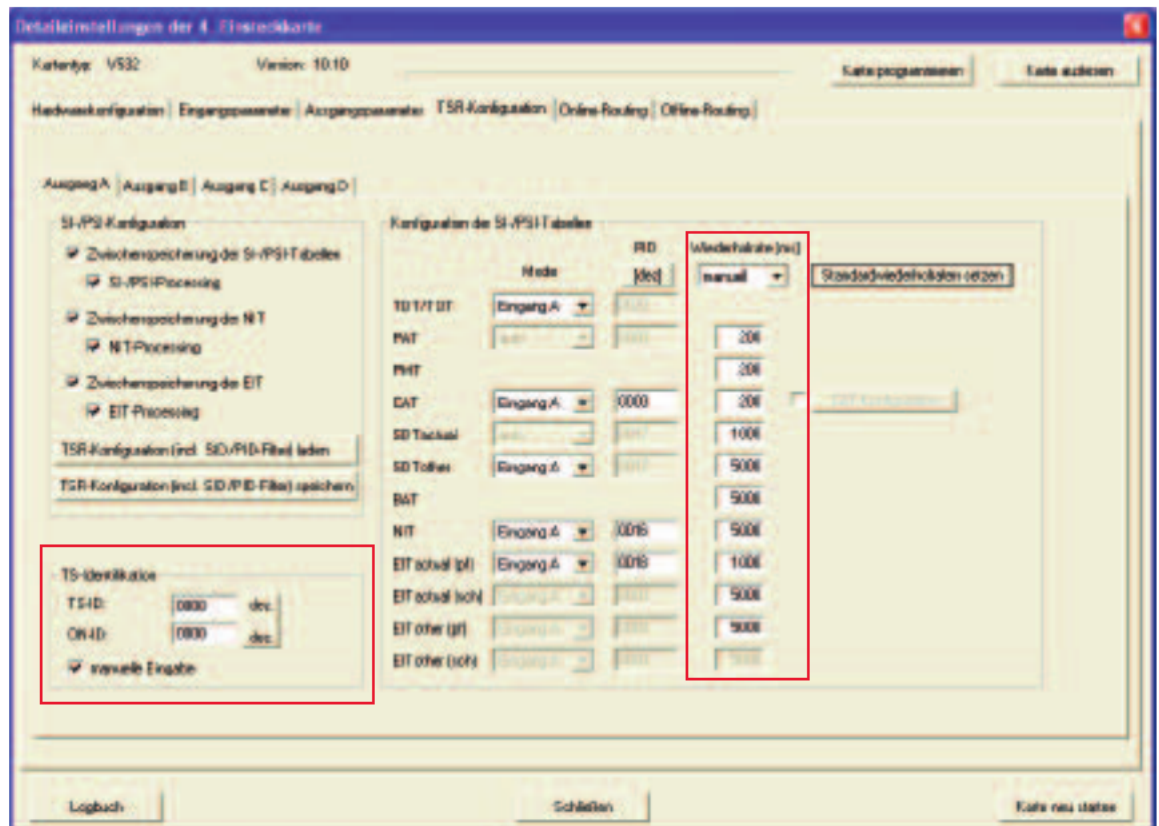 Detaileinstellungen der 4. Einsteckkarte
Kartentyp: V532 Version: 10.10 Karte programmieren Karte auslesen
Hardwarekonfiguration Eingangsparameter Ausgangsparameter TSR-Konfiguration Online-Routing Offline-Routing
Ausgang A Ausgang B Ausgang C Ausgang D
SI-/PSI-Konfiguration
Zwischenspeicherung der SI-/PSI-Tabellen
SI-/PSI-Processing
Zwischenspeicherung der NIT
NIT-Processing
Zwischenspeicherung der EIT
EIT-Processing
TSR-Konfiguration (incl. SID-/PID-Filter) laden
TSR-Konfiguration (incl. SID-/PID-Filter) speichern
TS-Identifikation
TS-ID: 0000 dec.
ON-ID: 0000 dec.
manuelle Eingabe
Konfiguration der SI-/PSI-Tabellen
PID Wiederholrate [ms]
Mode [dez] manuell Standardwiederholraten setzen
TDT/TOT Eingang A
PAT 200
PMT 200
CAT Eingang A 0000 200
SDT actual 1000
SDT other Eingang A 5000
BAT 5000
NIT Eingang A 0016 5000
EIT actual (pf) Eingang A 0018 1000
EIT actual (sch) 5000
EIT other (pf) 5000
EIT other (sch)
Logbuch Schließen Karte neu starten